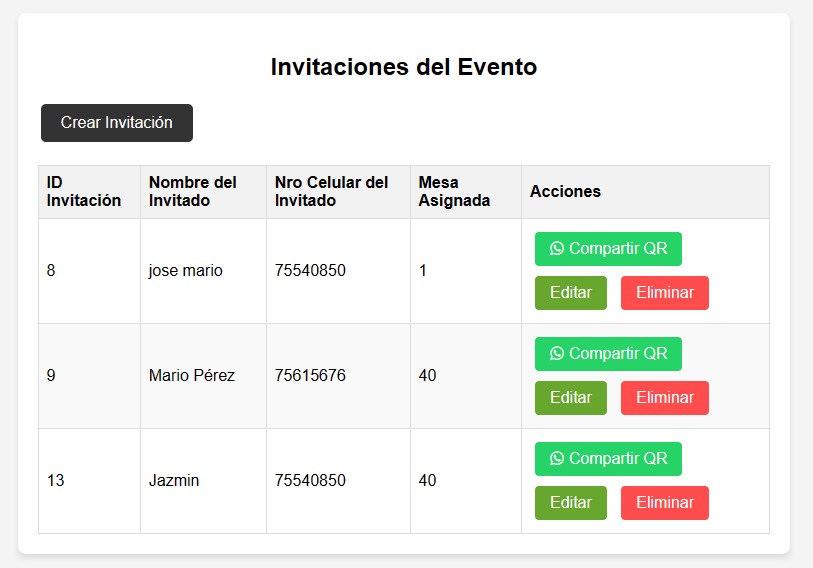 Invitaciones del Evento
Crear Invitación
ID Invitación Nombre del Invitado Nro Celular del Invitado Mesa Asignada Acciones
8 jose mario 75540850 1 Compartir QR
Editar Eliminar
9 Mario Pérez 75615676 40 Compartir QR
Editar Eliminar
13 Jazmin 75540850 40 Compartir QR
Editar Eliminar